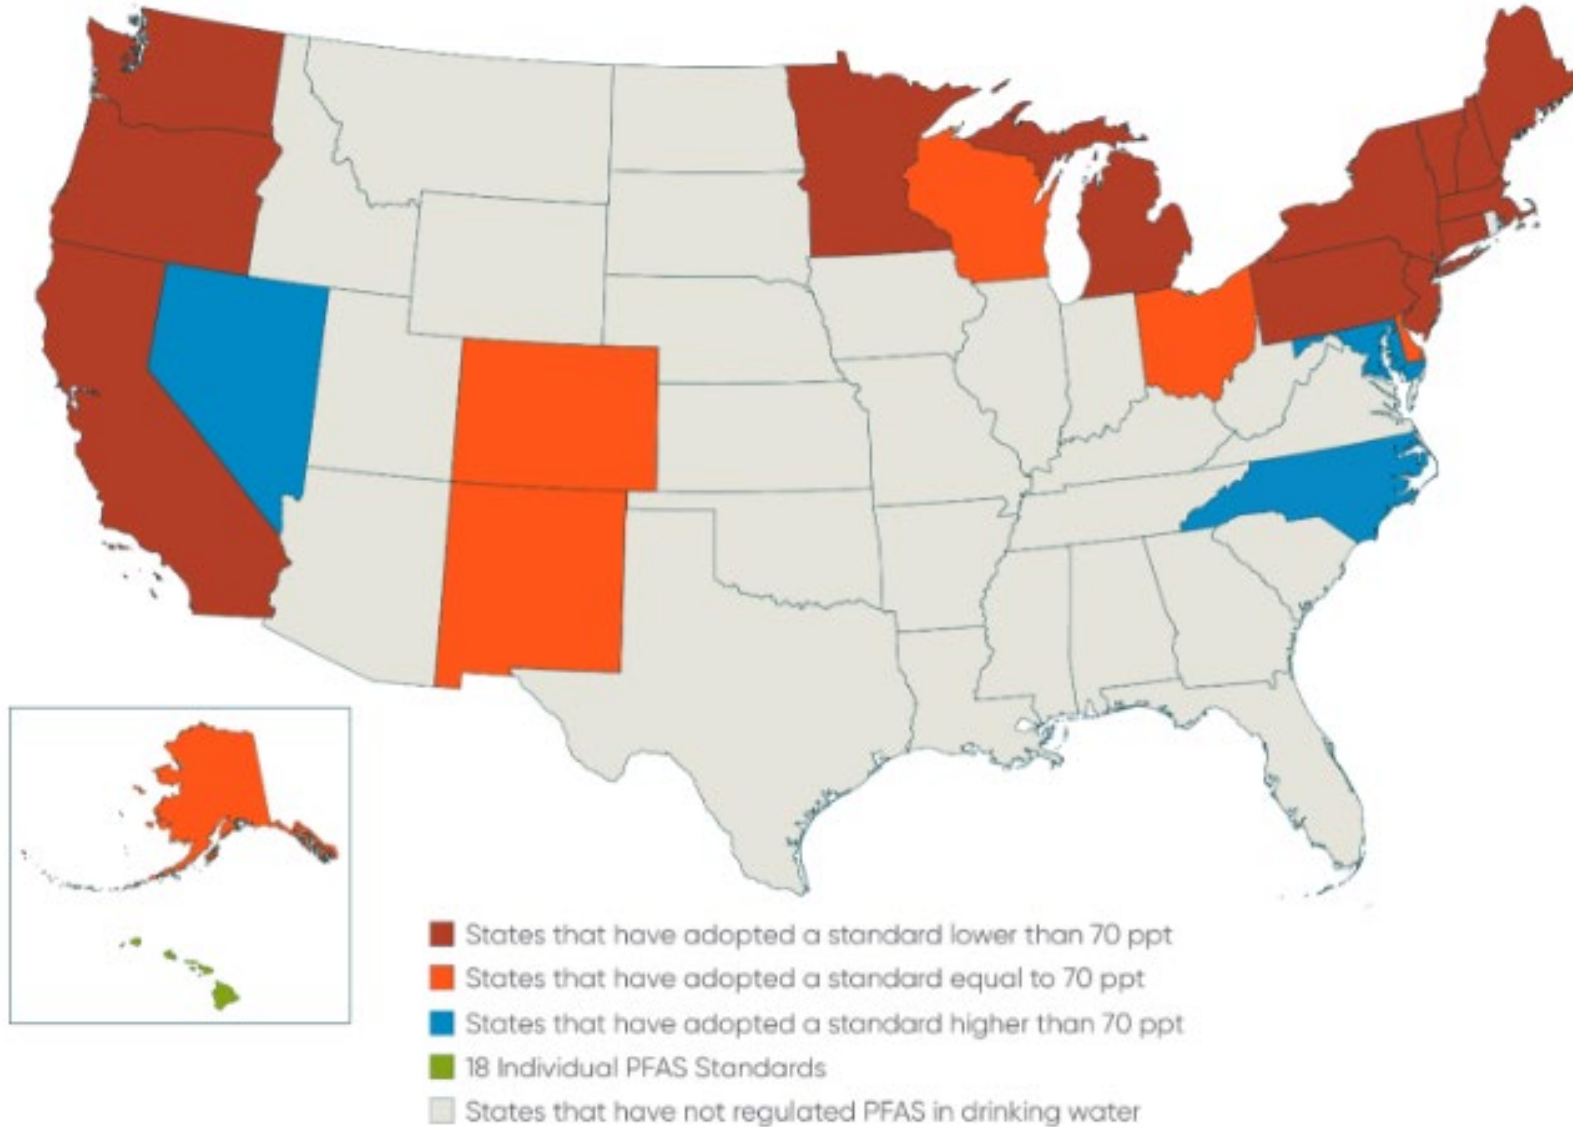 States that have adopted a standard lower than 70 ppt
States that have adopted a standard equal to 70 ppt
States that have adopted a standard higher than 70 ppt
18 Individual PFAS Standards
States that have not regulated PFAS in drinking water